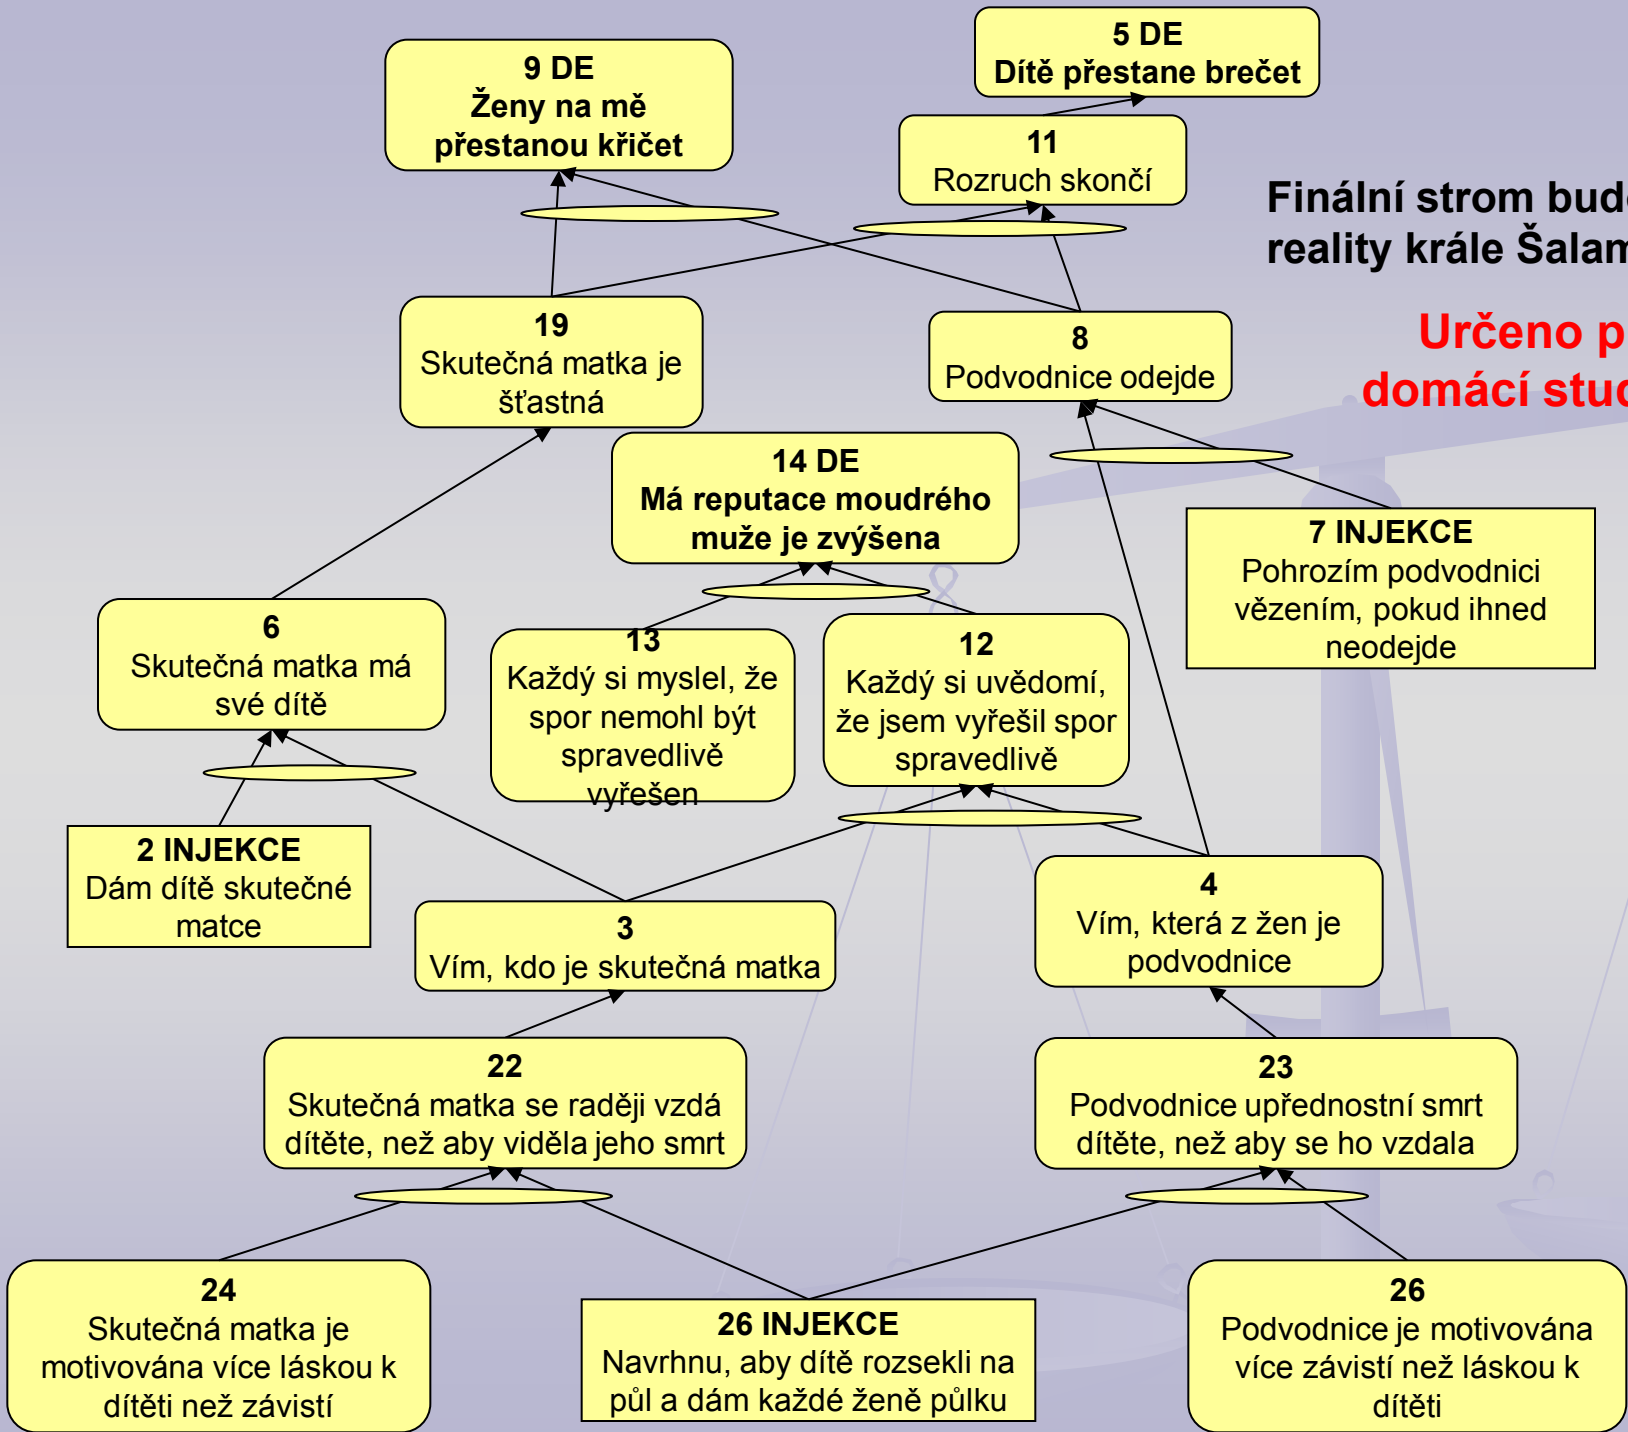 5 DE
Dítě přestane brečet
9 DE
Ženy na mě
přestanou křičet
11
Rozruch skončí
Finální strom
reality krále
Určeno
domácí
19
Skutečná matka je
šťastná
8
Podvodnice odejde
14 DE
Má reputace moudrého
muže je zvýšena
7 INJEKCE
Pohrozím podvodnici
vězením, pokud ihned
neodejde
6
Skutečná matka má
své dítě
13
Každý si myslel, že
spor nemohl být
spravedlivě
vyřešen
12
Každý si uvědomí,
že jsem vyřešil spor
spravedlivě
2 INJEKCE
Dám dítě skutečné
matce
3
Vím, kdo je skutečná matka
4
Vím, která z žen je
podvodnice
22
Skutečná matka se raději vzdá
dítěte, než aby viděla jeho smrt
23
Podvodnice upřednostní smrt
dítěte, než aby se ho vzdala
24
Skutečná matka je
motivována více láskou k
dítěti než závistí
26 INJEKCE
Navrhnu, aby dítě rozsekli na
půl a dám každé ženě půlku
26
Podvodnice je motivována
více závistí než láskou k
dítěti